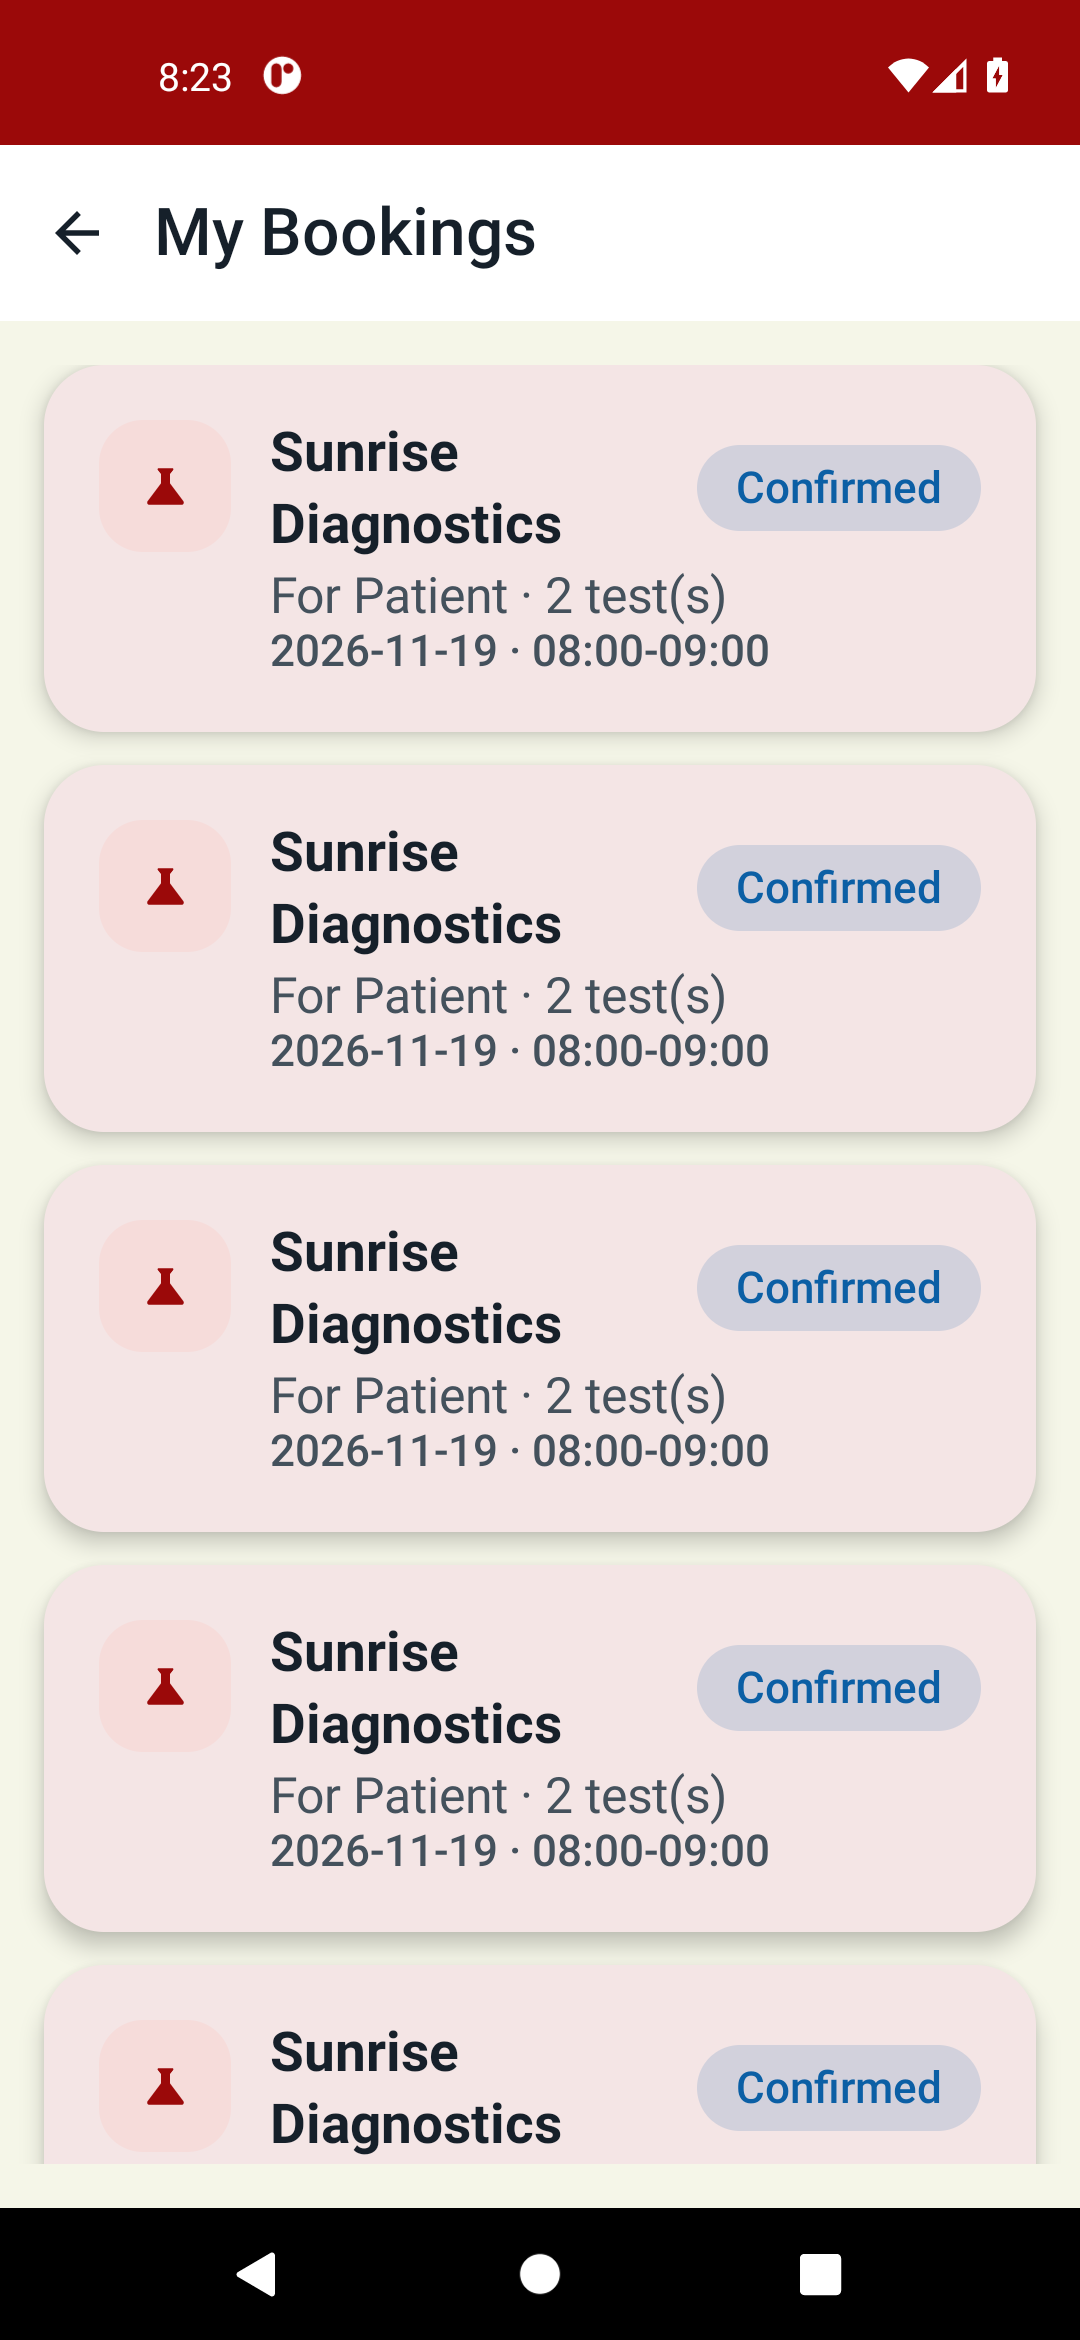 8:23
My Bookings
Sunrise
Diagnostics
Confirmed
For Patient · 2 test(s)
2026-11-19 · 08:00-09:00
Sunrise
Diagnostics
Confirmed
For Patient · 2 test(s)
2026-11-19 · 08:00-09:00
Sunrise
Diagnostics
Confirmed
For Patient · 2 test(s)
2026-11-19 · 08:00-09:00
Sunrise
Diagnostics
Confirmed
For Patient · 2 test(s)
2026-11-19 · 08:00-09:00
Sunrise
Diagnostics
Confirmed